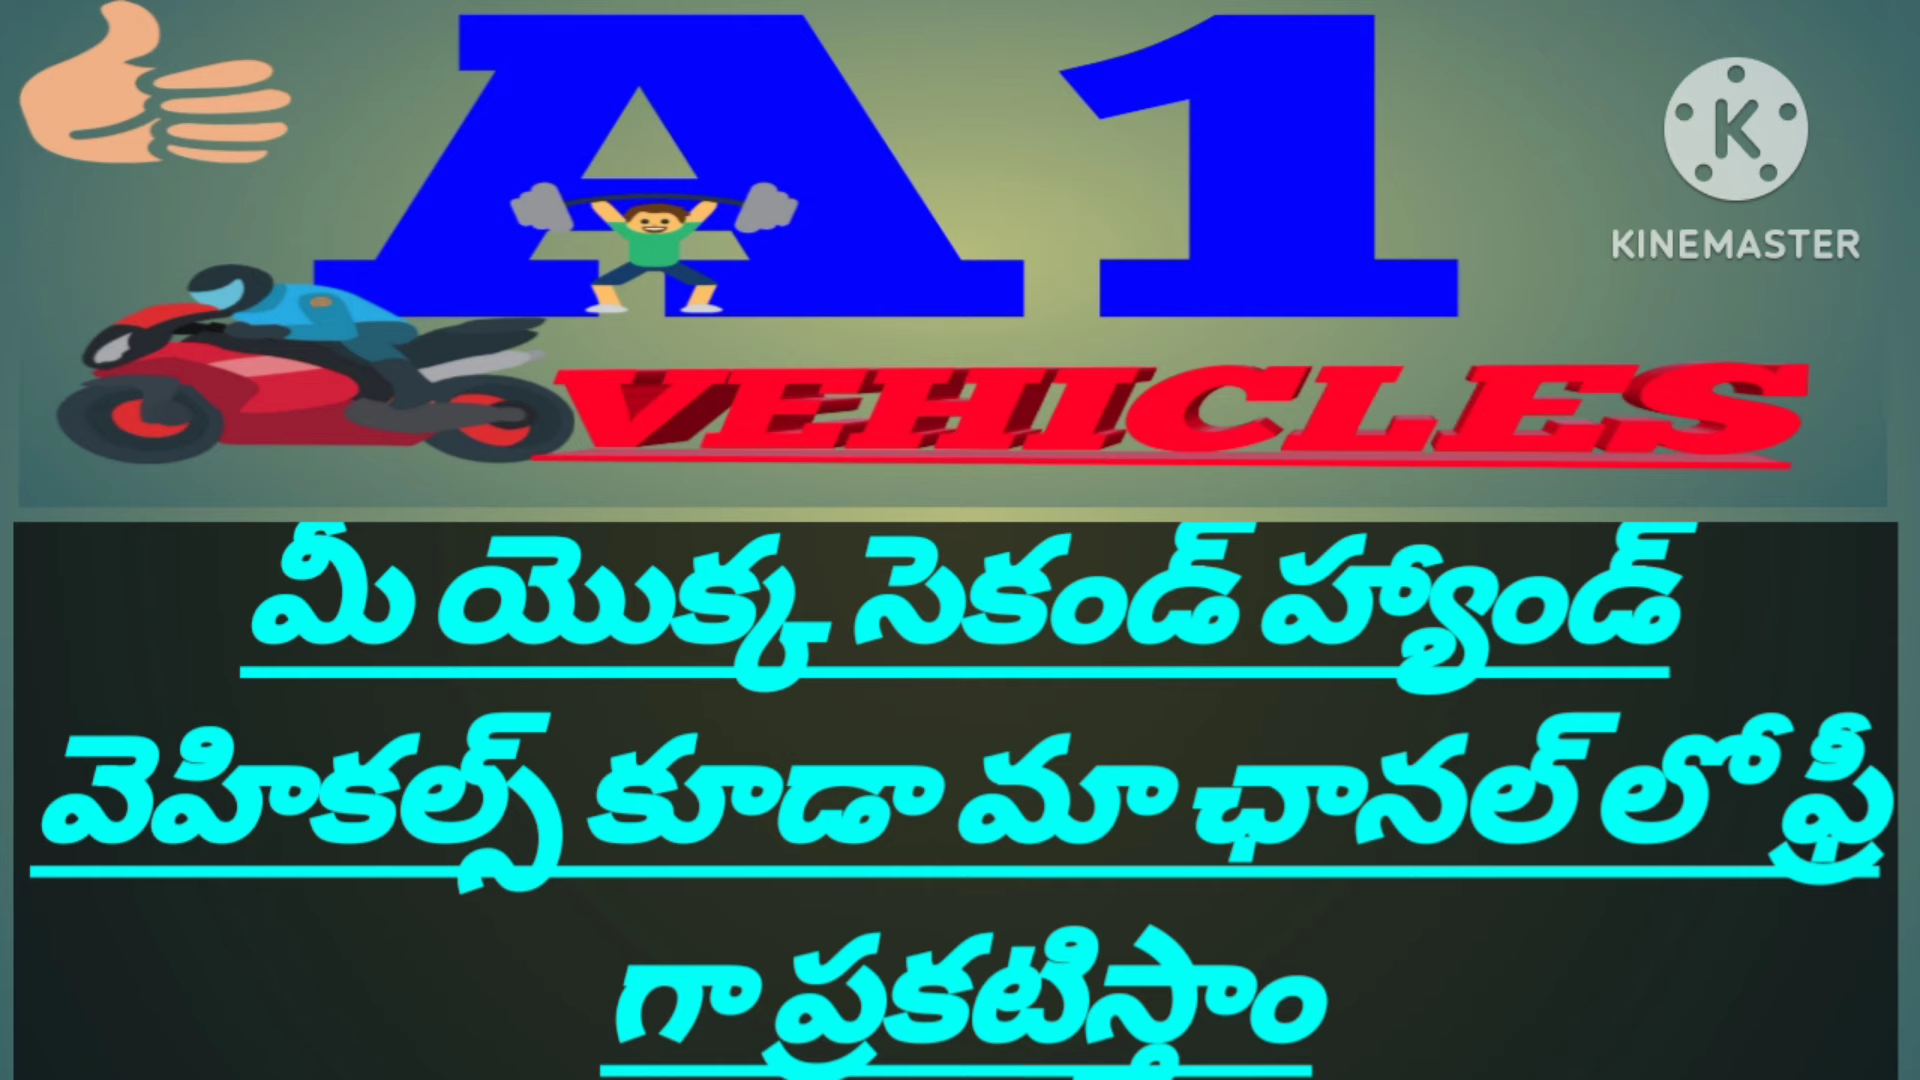 A1
K
KINEMASTER
VEHICLES
మీ యొక్క సెకండ్ హ్యాండ్
వెహికల్స్ కూడా మా ఛానల్ లో ఫ్రీ
గా ప్రకటిస్తాం